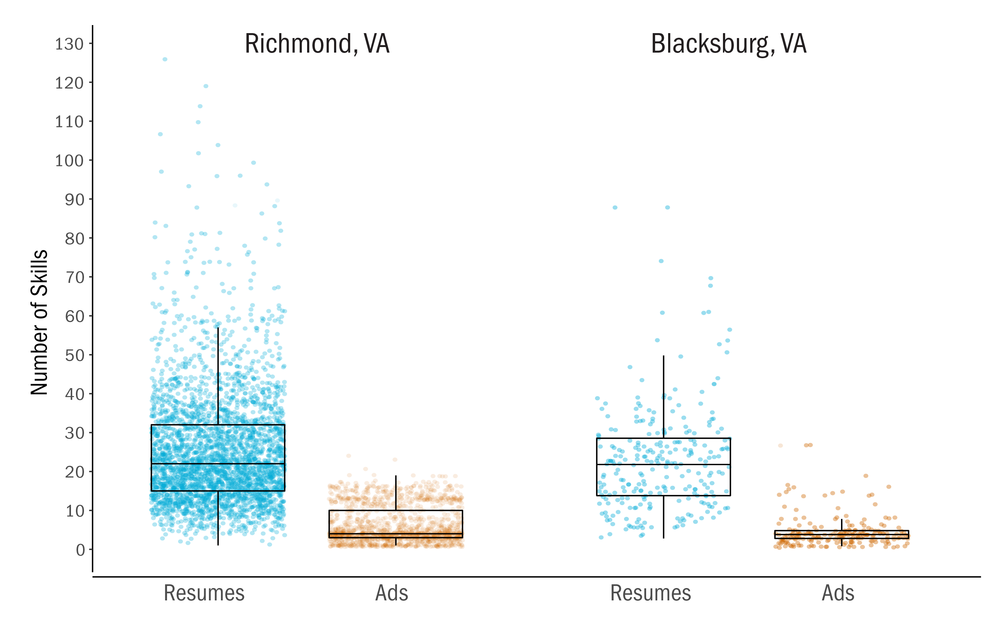 Richmond, VA
Blacksburg, VA
Number of Skills
130
120
110
100
90
80
70
60
50
40
30
20
10
0
Resumes
Ads
Resumes
Ads